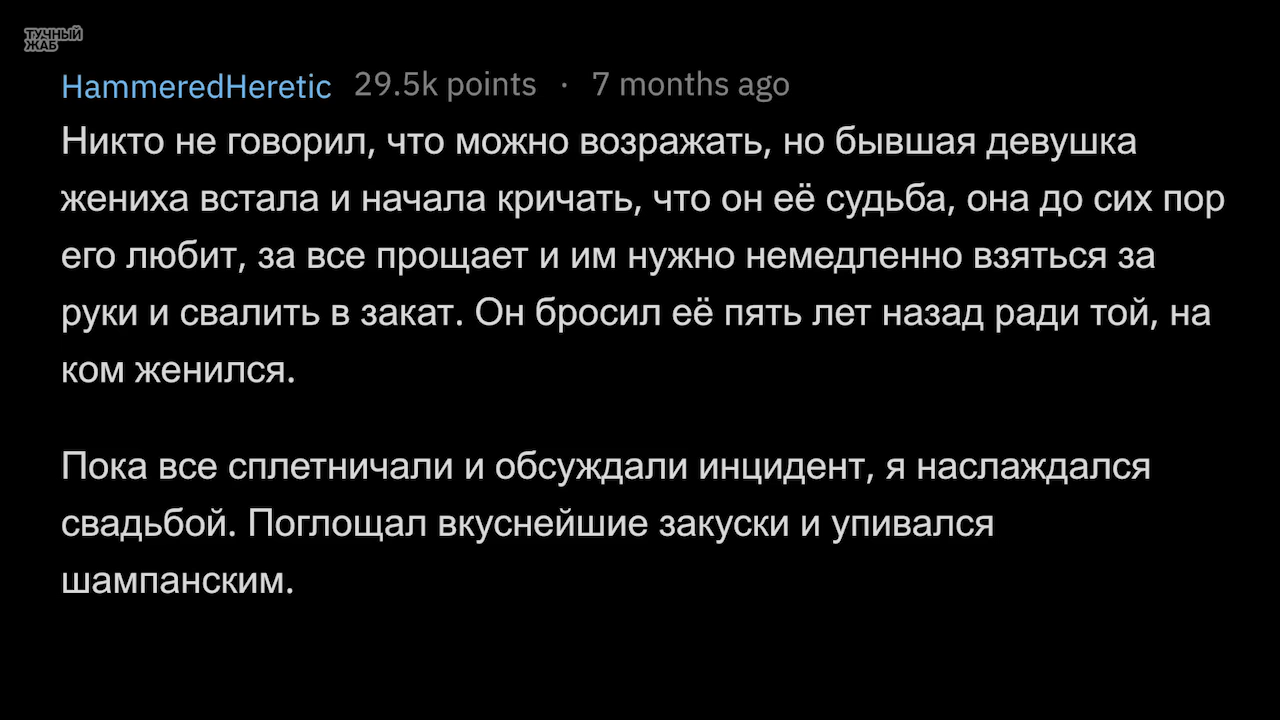 ТУЧНЫЙ
ЖАБ
HammeredHeretic 29.5k points · 7 months ago
Никто не говорил, что можно возражать, но бывшая девушка
жениха встала и начала кричать, что он её судьба, она до сих пор
его любит, за все прощает и им нужно немедленно взяться за
руки и свалить в закат. Он бросил её пять лет назад ради той, на
ком женился.
Пока все сплетничали и обсуждали инцидент, я наслаждался
свадьбой. Поглощал вкуснейшие закуски и упивался
шампанским.